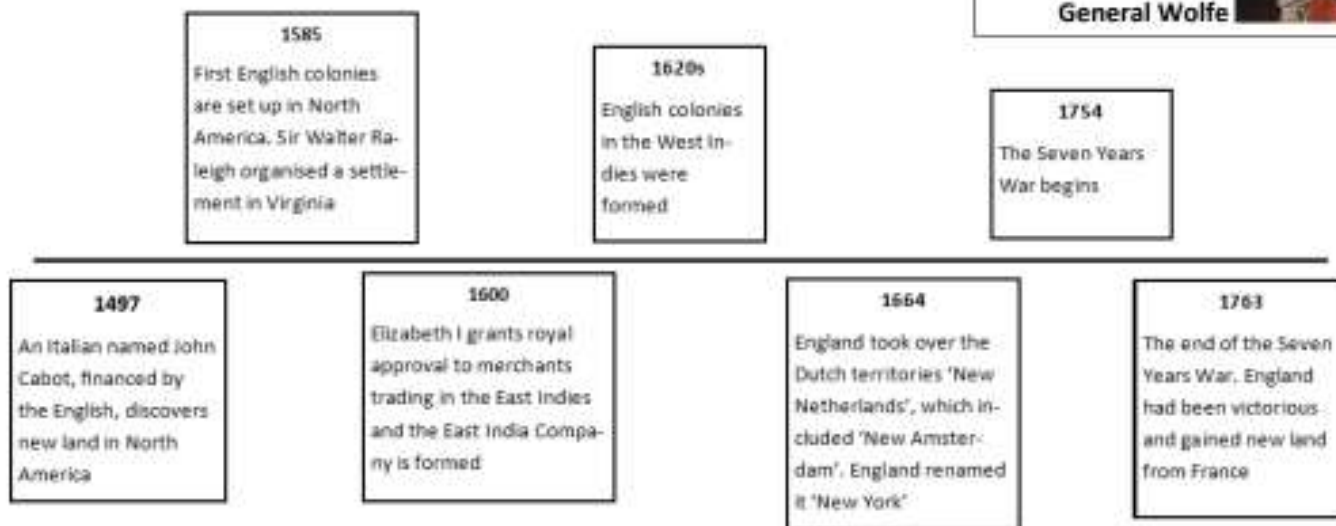 General Wolfe
1585
First English colonies
are set up in North
America. Sir Walter Ra-
leigh organised a settle-
ment in Virginia
1620s
English colonies
in the West In-
dies were
formed
1754
The Seven Years
War begins
1497
An Italian named John
Cabot, financed by
the English, discovers
new land in North
America
1600
Elizabeth I grants royal
approval to merchants
trading in the East Indies
and the East India Compa-
ny is formed
1664
England took over the
Dutch territories 'New
Netherlands', which in-
cluded 'New Amster-
dam'. England renamed
it 'New York'
1763
The end of the Seven
Years War. England
had been victorious
and gained new land
from France